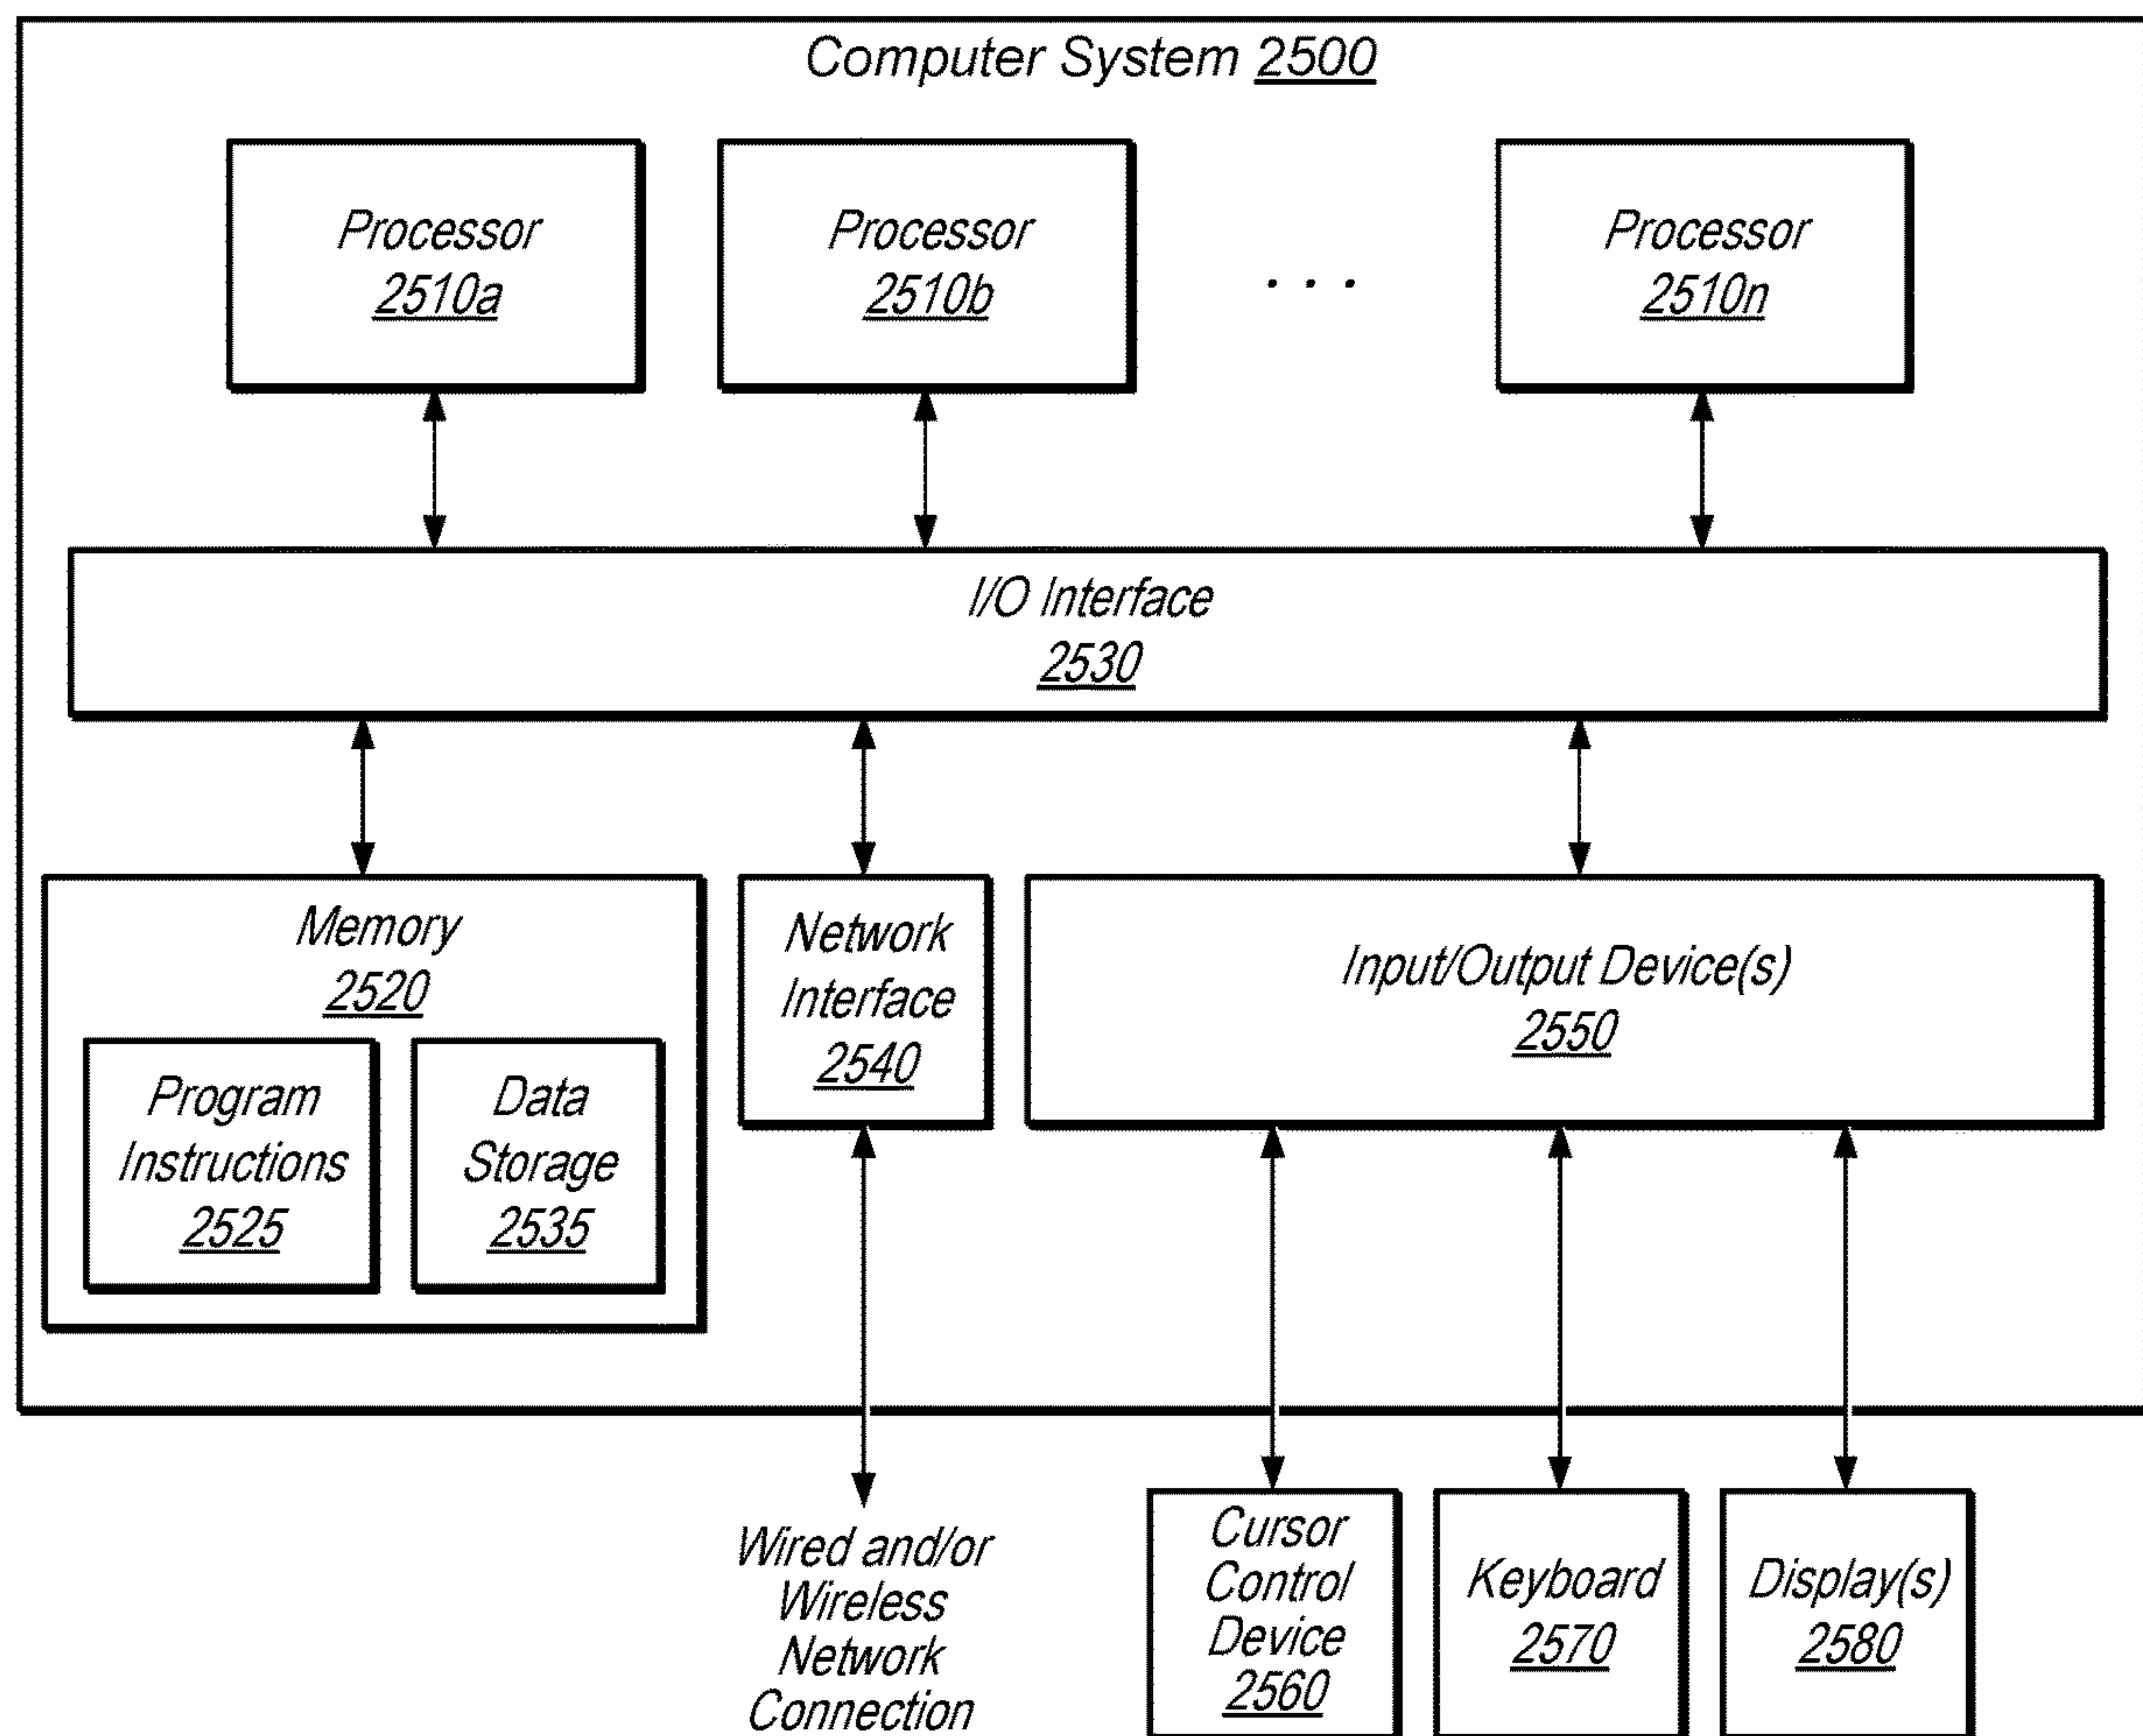 Computer System 2500
Processor
2510a
Processor
2510b
. . .
Processor
2510n
I/O Interface
2530
Memory
2520
Program
Instructions
2525
Data
Storage
2535
Network
Interface
2540
Input/Output Device(s)
2550
Wired and/or
Wireless
Network
Connection
Cursor
Control
Device
2560
Keyboard
2570
Display(s)
2580